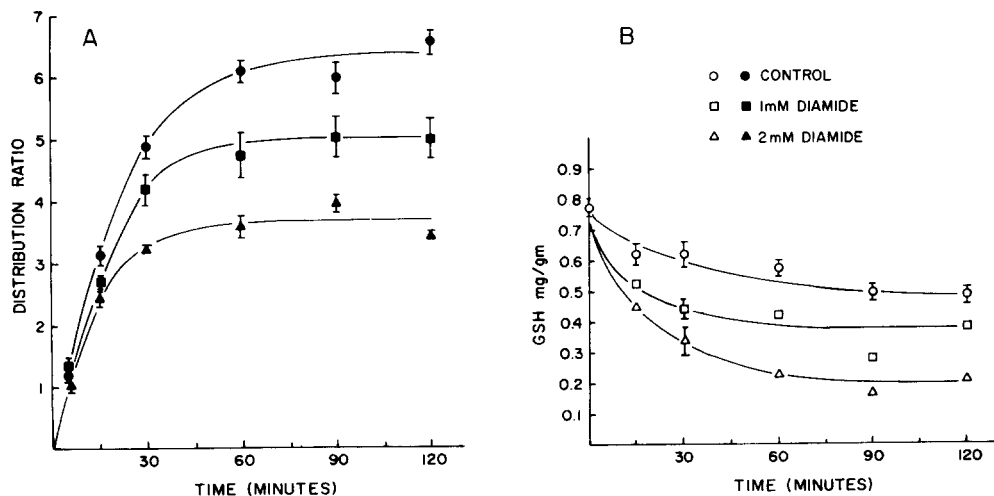 A
7
6
5
4
3
2
1
DISTRIBUTION RATIO
30
60
90
120
TIME (MINUTES)
B
CONTROL
1mM DIAMIDE
2mM DIAMIDE
0.9
0.8
0.7
0.6
0.5
0.4
0.3
0.2
0.1
GSH mg/gm
30
60
90
120
TIME (MINUTES)